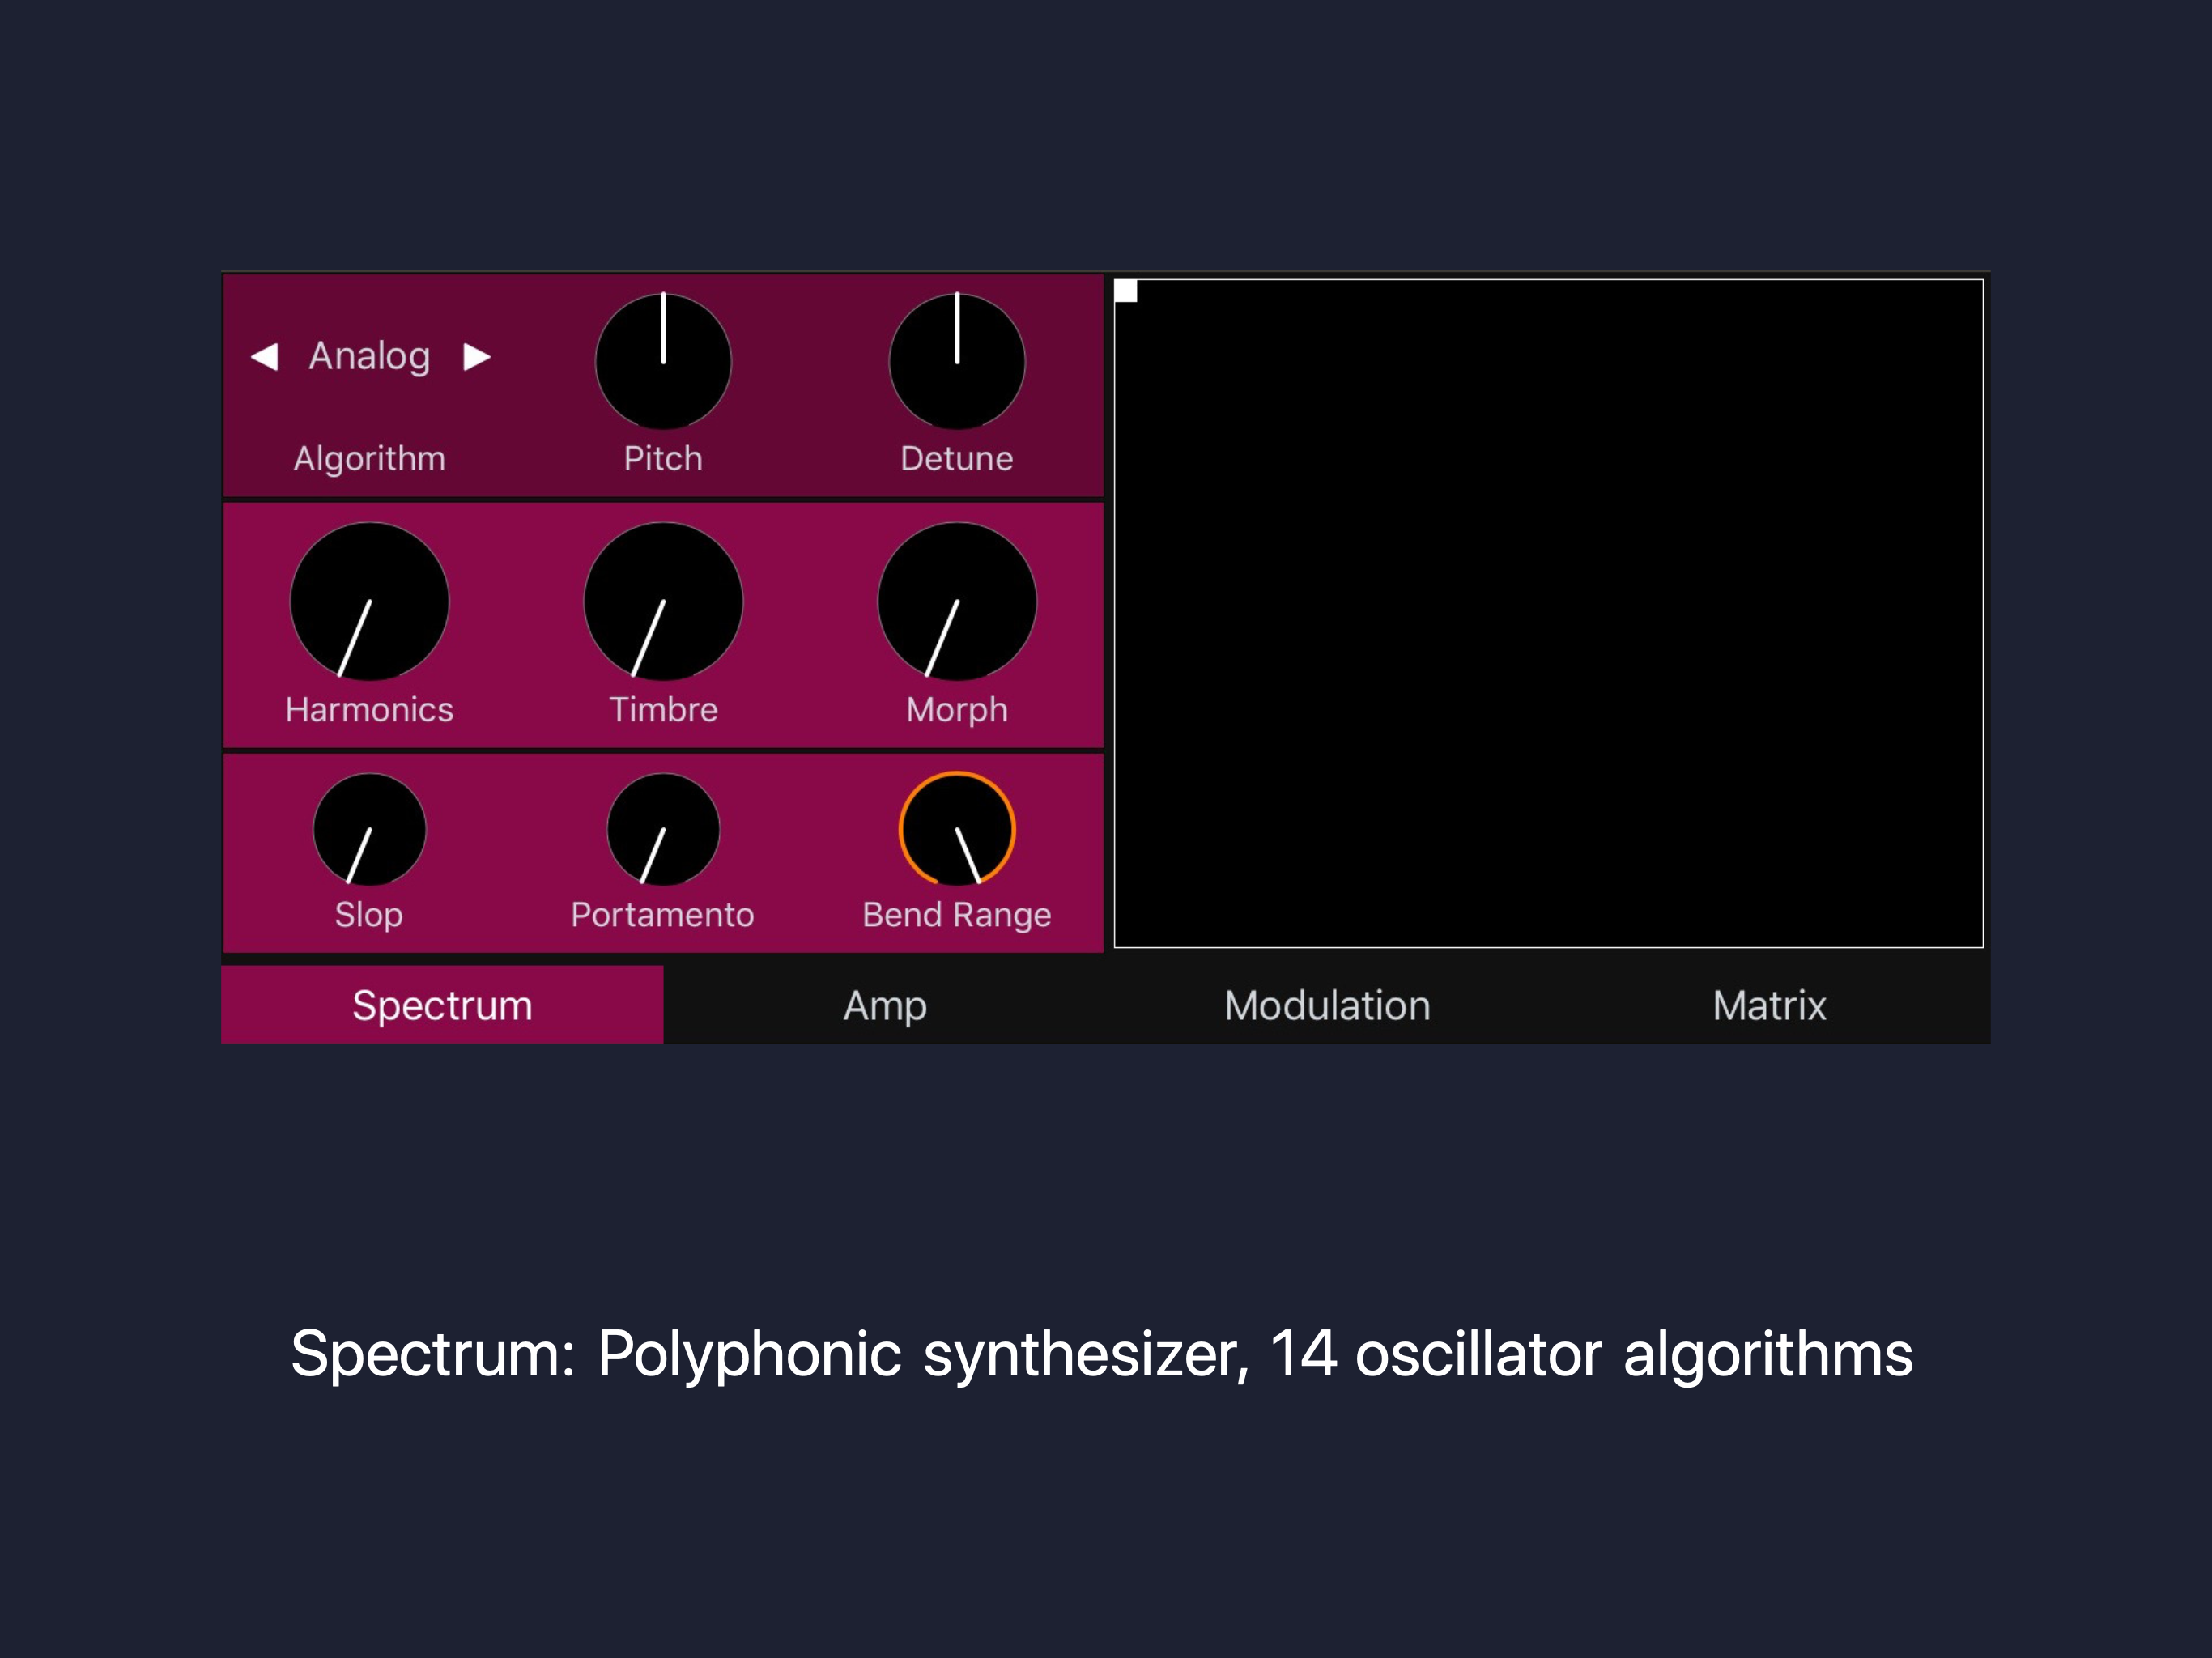 Analog
Algorithm Pitch Detune
Harmonics Timbre Morph
Slop Portamento Bend Range
Spectrum Amp Modulation Matrix
Spectrum: Polyphonic synthesizer, 14 oscillator algorithms